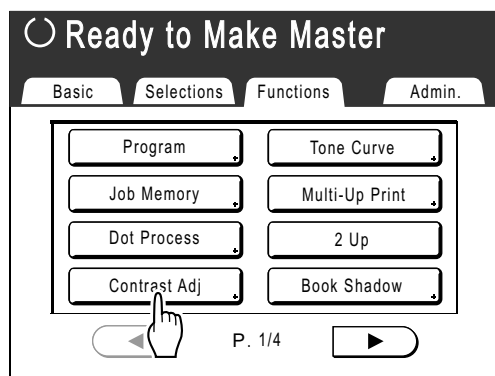 Ready to Make Master
Basic Selections Functions Admin.
Program Tone Curve
Job Memory Multi-Up Print
Dot Process 2 Up
Contrast Adj Book Shadow
P. 1/4